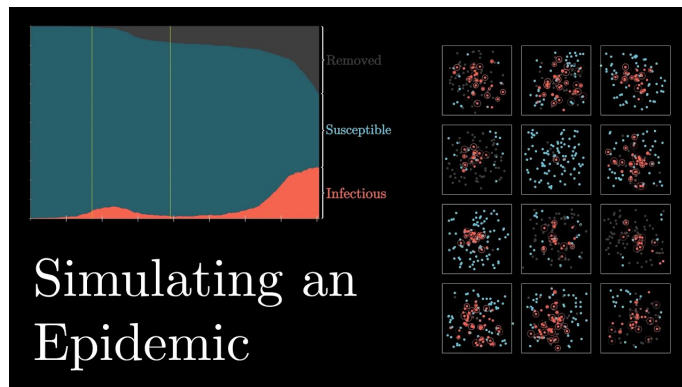 Removed
Susceptible
Infectious
Simulating an
Epidemic